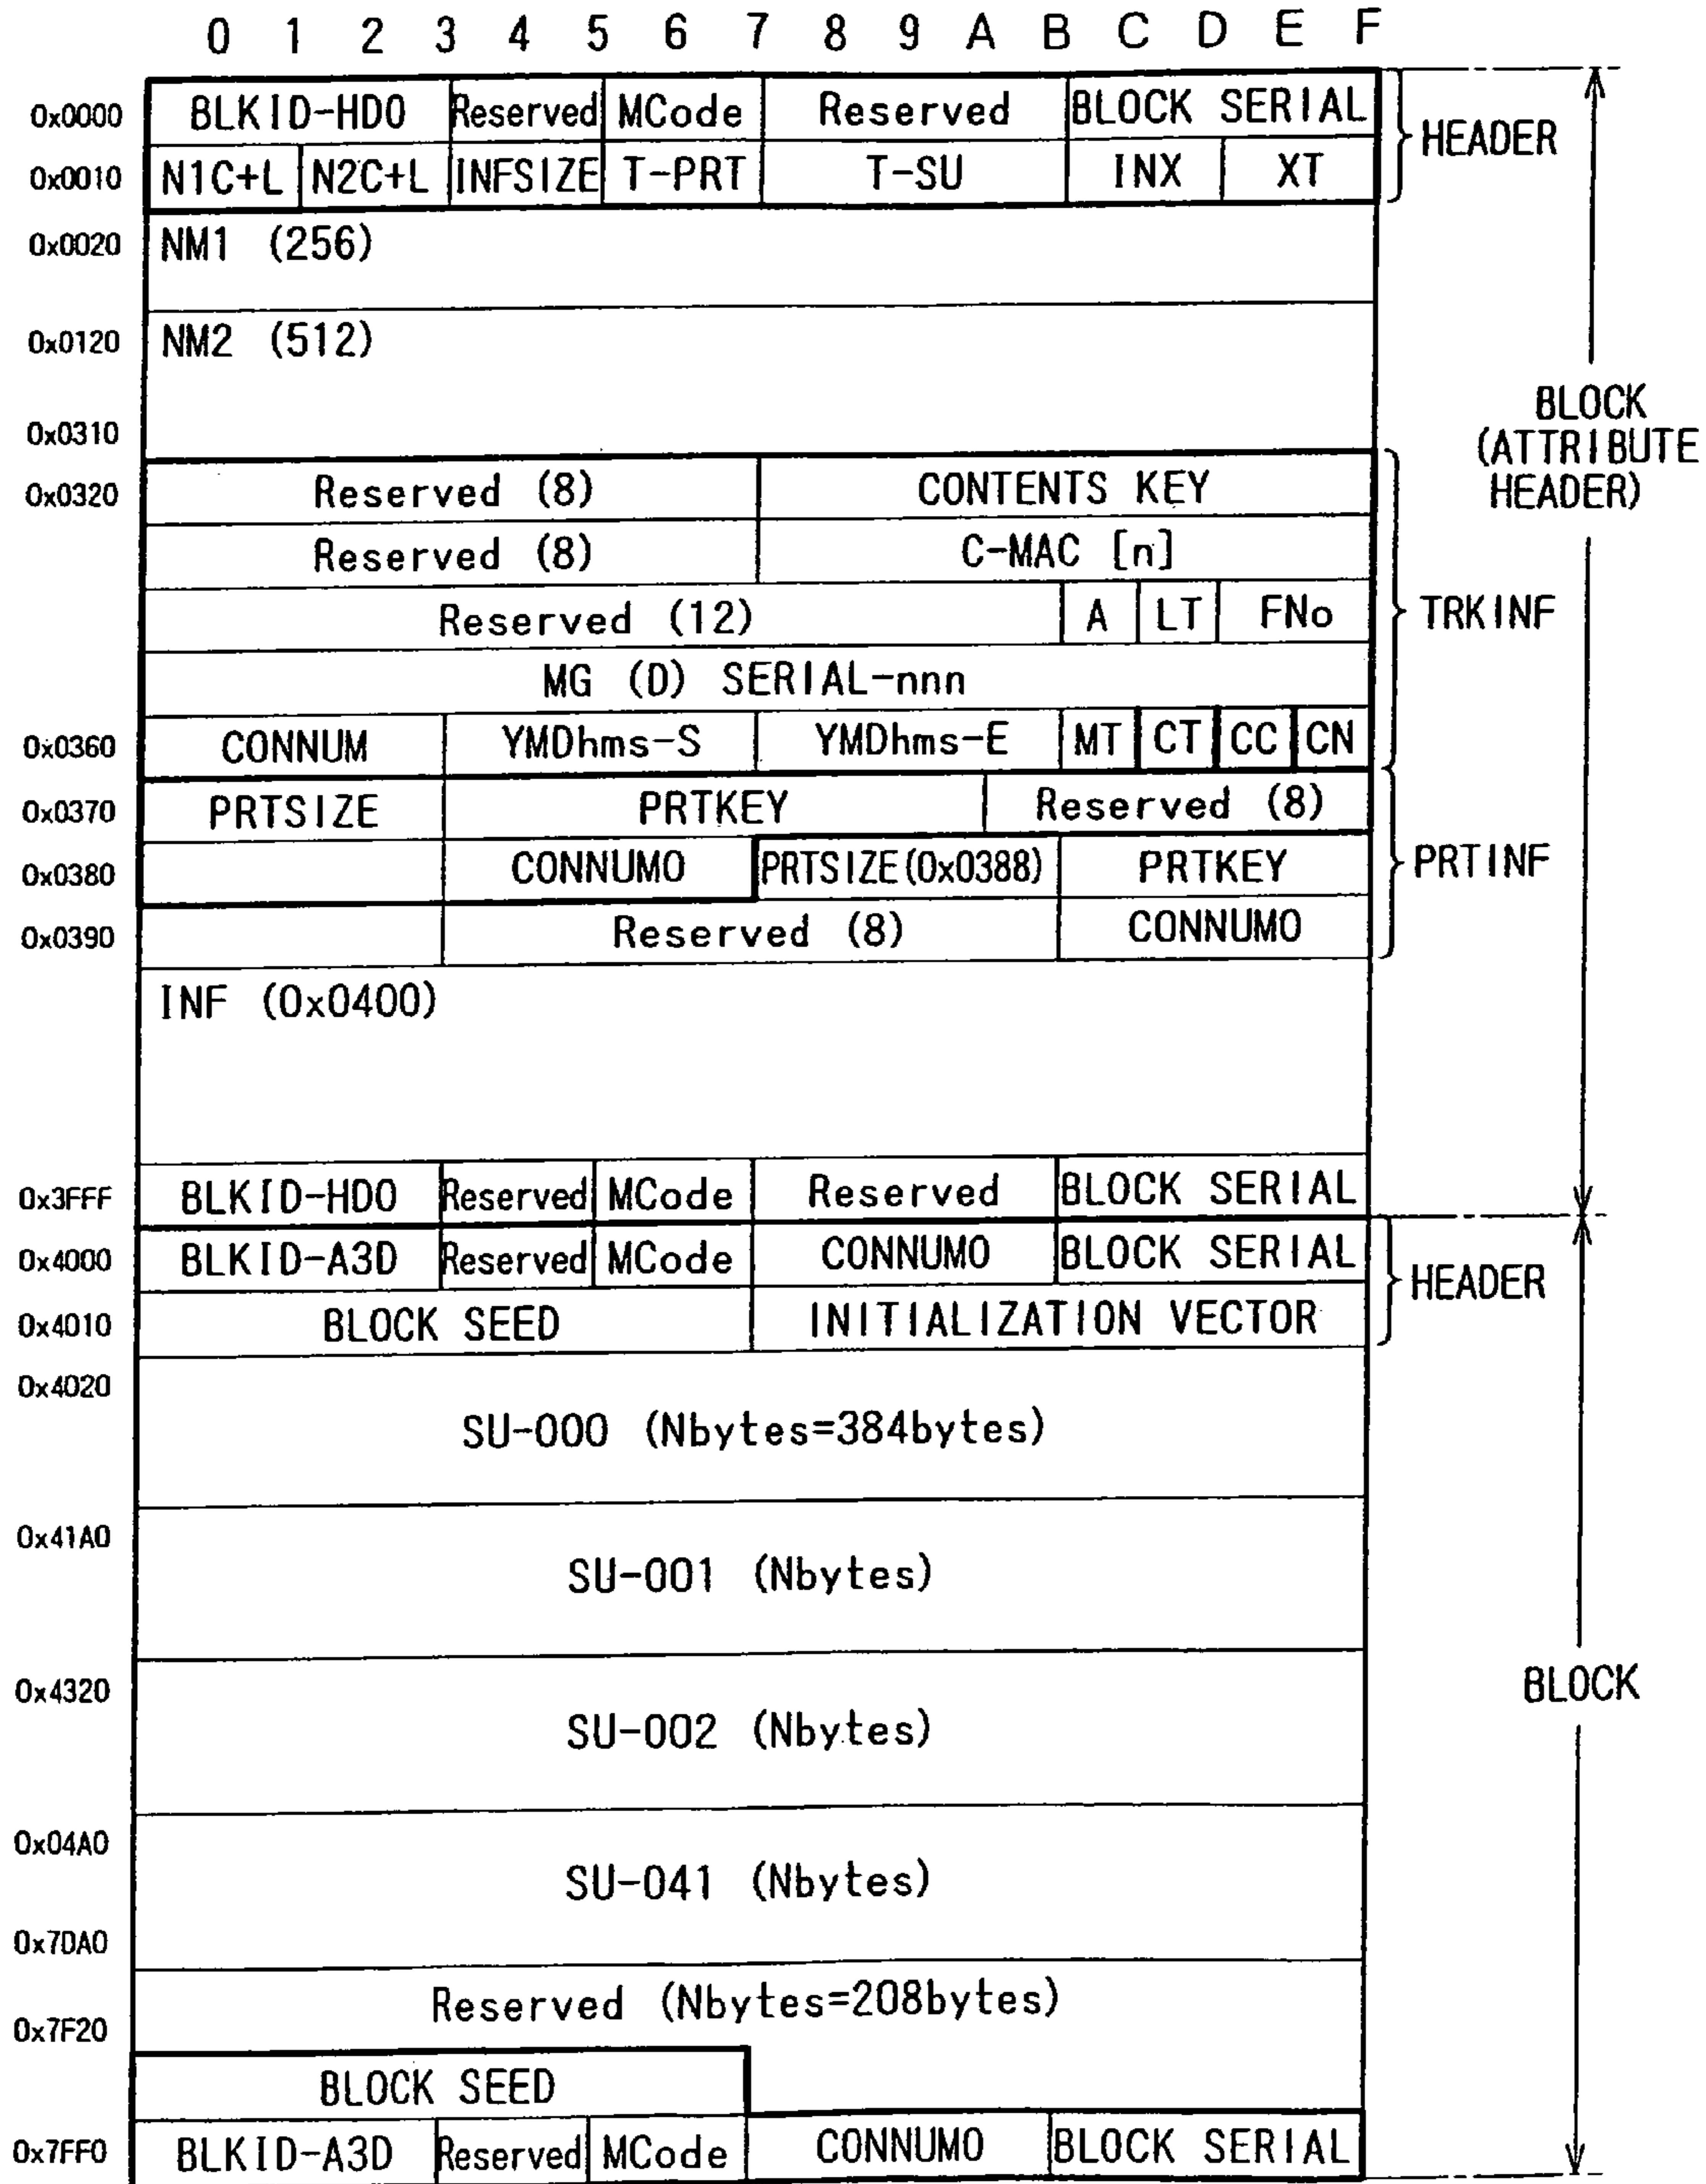 0 1 2 3 4 5 6 7 8 9 A B C D E F
0x0000 BLKID-HD0 Reserved MCode Reserved BLOCK SERIAL
HEADER
0x0010 N1C+L N2C+L INFSIZE T-PRT T-SU INX XT
0x0020 NM1 (256)
0x0120 NM2 (512)
0x0310
BLOCK
(ATTRIBUTE
HEADER)
0x0320 Reserved (8) CONTENTS KEY
Reserved (8) C-MAC [n]
Reserved (12) A LT FNo
TRKINF
MG (D) SERIAL-nnn
0x0360 CONNUM YMDhms-S YMDhms-E MT CT CC CN
0x0370 PRTSIZE PRTKEY Reserved (8)
0x0380 CONNUMO PRTSIZE(0x0388) PRTKEY
PRTINF
0x0390 Reserved (8) CONNUMO
INF (0x0400)
0x3FFF BLKID-HD0 Reserved MCode Reserved BLOCK SERIAL
0x4000 BLKID-A3D Reserved MCode CONNUMO BLOCK SERIAL
HEADER
0x4010 BLOCK SEED INITIALIZATION VECTOR
0x4020
SU-000 (Nbytes=384bytes)
0x41A0
SU-001 (Nbytes)
0x4320
SU-002 (Nbytes)
BLOCK
0x04A0
SU-041 (Nbytes)
0x7DA0
Reserved (Nbytes=208bytes)
0x7F20
BLOCK SEED
0x7FF0 BLKID-A3D Reserved MCode CONNUMO BLOCK SERIAL